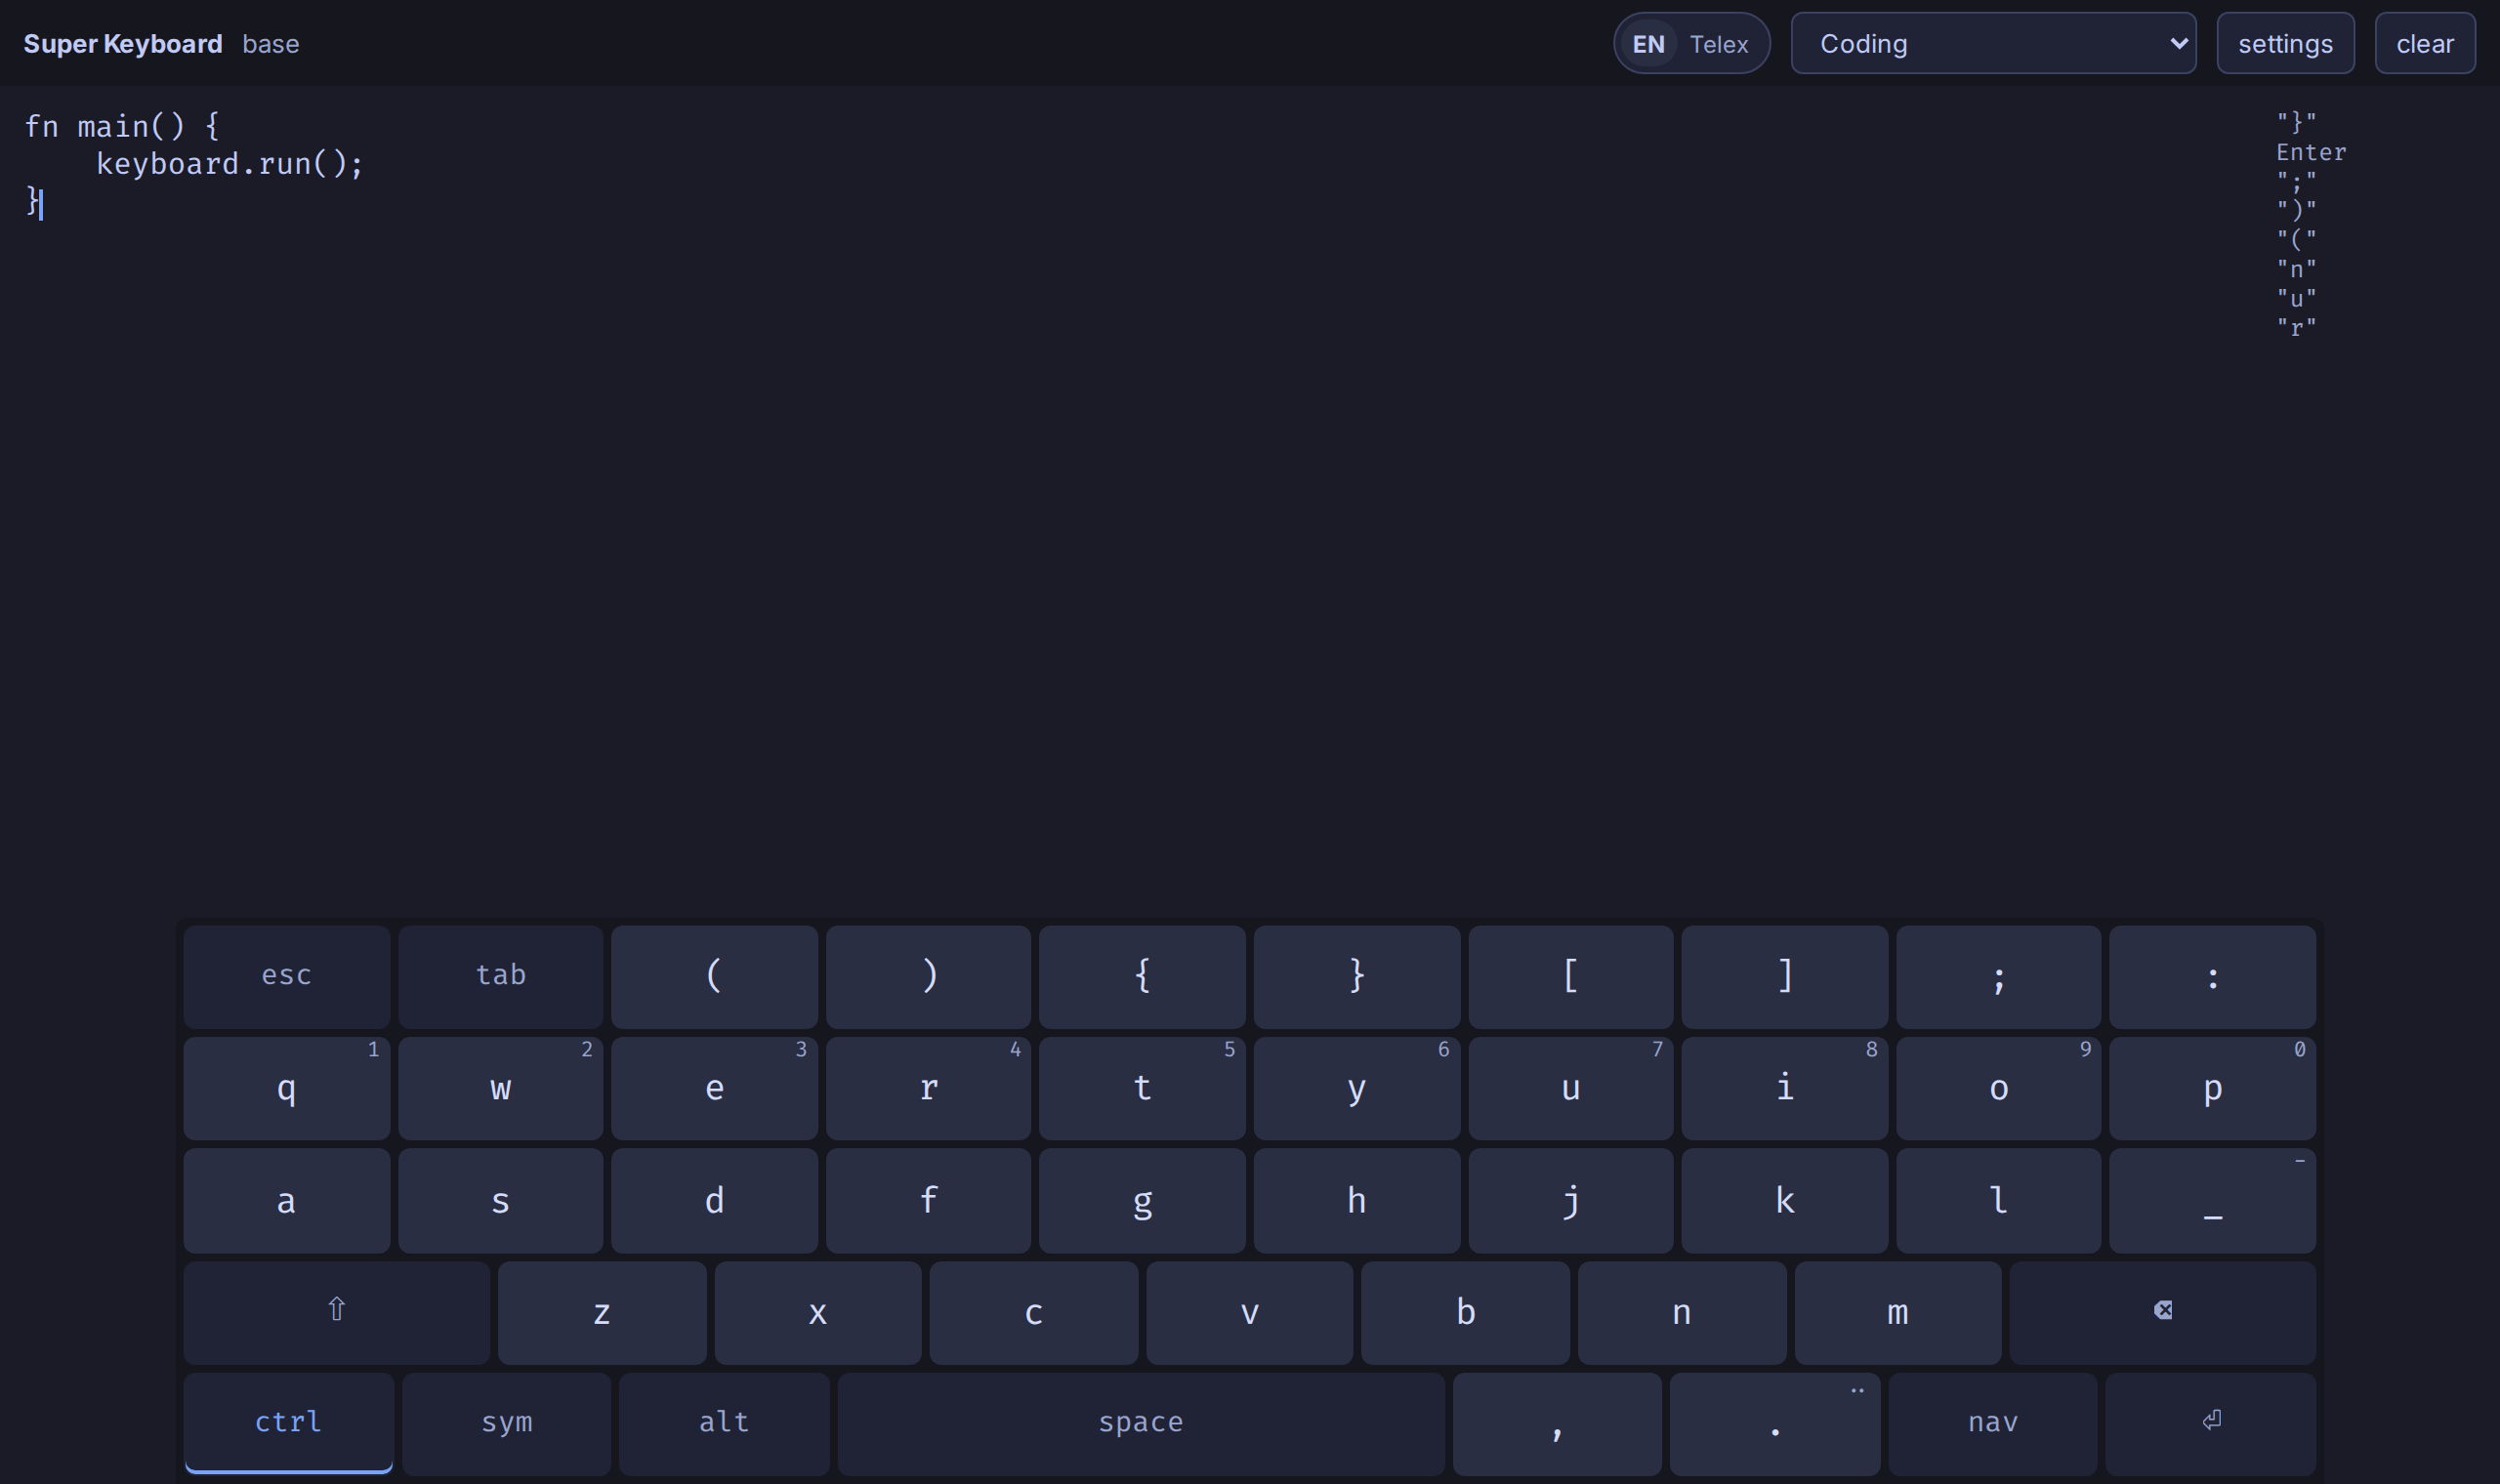 Super Keyboard base EN Telex Coding settings clear
fn main() {
    keyboard.run();
}
"}"
Enter
";"
")"
"("
"n"
"u"
"r"
esc tab ( ) { } [ ] ; :
q 1 w 2 e 3 r 4 t 5 y 6 u 7 i 8 o 9 p 0
a s d f g h j k l _ -
⇧ z x c v b n m ⌫
ctrl sym alt space , . .. nav ⏎